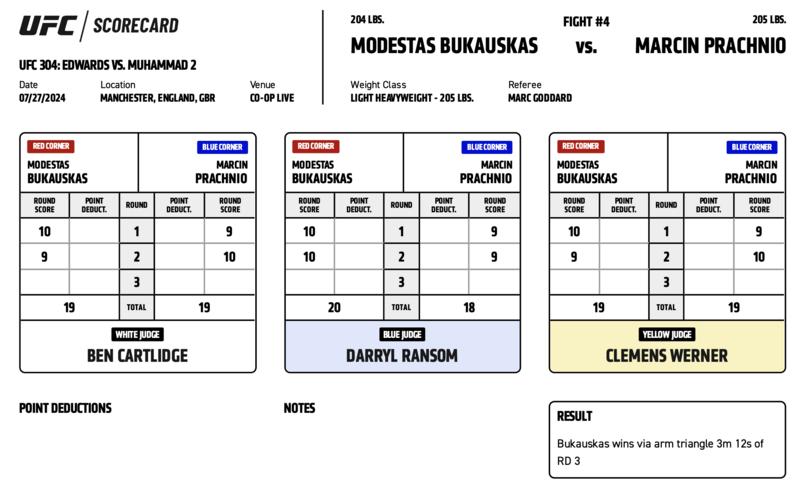 UFC / SCORECARD
UFC 304: EDWARDS VS. MUHAMMAD 2
Date Location Venue
07/27/2024 MANCHESTER, ENGLAND, GBR CO-OP LIVE
204 LBS. FIGHT #4 205 LBS.
MODESTAS BUKAUSKAS vs. MARCIN PRACHNIO
Weight Class Referee
LIGHT HEAVYWEIGHT - 205 LBS. MARC GODDARD
RED CORNER BLUE CORNER
MODESTAS MARCIN
BUKAUSKAS PRACHNIO
ROUND POINT ROUND POINT ROUND
SCORE DEDUCT. DEDUCT. SCORE
10 1 9
9 2 10
3
19 TOTAL 19
WHITE JUDGE
BEN CARTLIDGE
RED CORNER BLUE CORNER
MODESTAS MARCIN
BUKAUSKAS PRACHNIO
ROUND POINT ROUND POINT ROUND
SCORE DEDUCT. DEDUCT. SCORE
10 1 9
10 2 9
3
20 TOTAL 18
BLUE JUDGE
DARRYL RANSOM
RED CORNER BLUE CORNER
MODESTAS MARCIN
BUKAUSKAS PRACHNIO
ROUND POINT ROUND POINT ROUND
SCORE DEDUCT. DEDUCT. SCORE
10 1 9
9 2 10
3
19 TOTAL 19
YELLOW JUDGE
CLEMENS WERNER
POINT DEDUCTIONS
NOTES
RESULT
Bukauskas wins via arm triangle 3m 12s of
RD 3